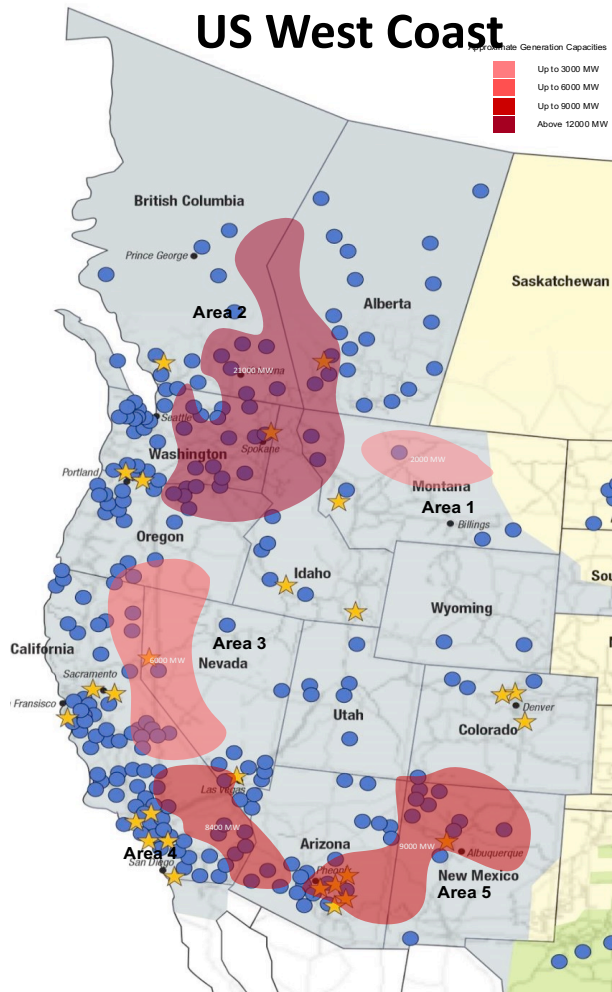 US West Coast
Approximate Generation Capacities
Up to 3000 MW
Up to 6000 MW
Up to 9000 MW
Above 12000 MW
British Columbia
Prince George
Saskatchewan
Alberta
Area 2
21000 MW
Seattle
Washington
Spokane
2000 MW
Portland
Montana
Area 1
Billings
Oregon
Idaho
Wyoming
California
Area 3
6000 MW
Nevada
Sacramento
Fransisco
Utah
Denver
Colorado
Las Vegas
8400 MW
Arizona
9000 MW
Area 4
Albuquerque
San Diego
New Mexico
Area 5